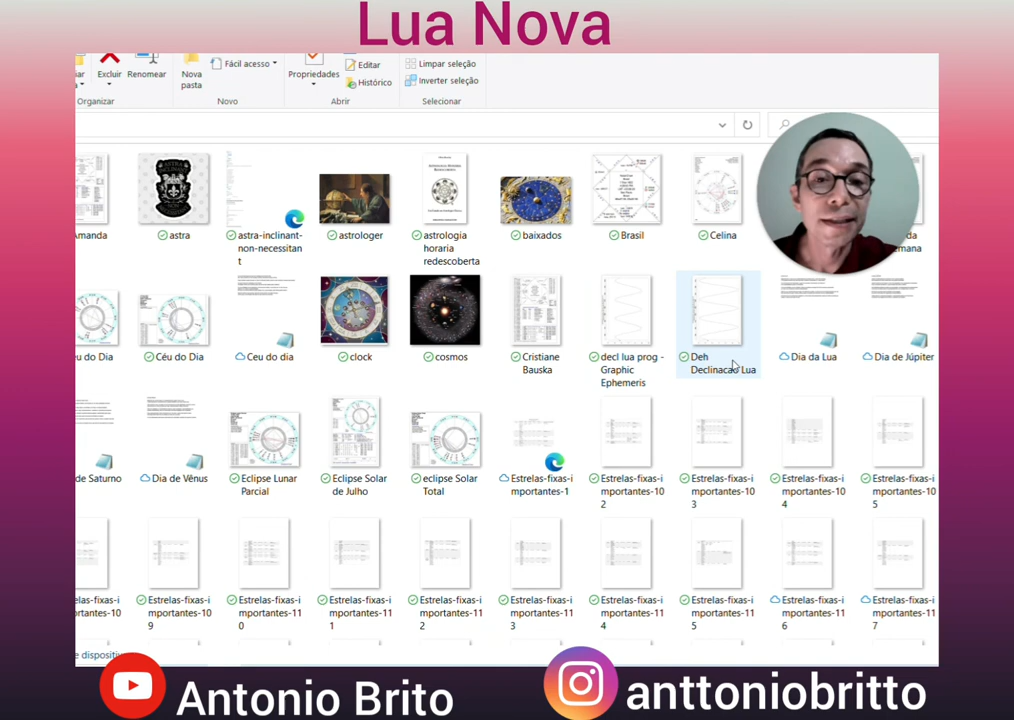 Lua Nova
Excluir
Renomear
Nova
pasta
Fácil acesso
Propriedades
Editar
Histórico
Limpar seleção
Inverter seleção
Organizar
Novo
Abrir
Selecionar
Amanda
astra
astra-inclinant-
non-necessitan
t
astrologer
astrologia
horaria
redescoberta
baixados
Brasil
Celina
Céu do Dia
Ceu do dia
clock
cosmos
Cristiane
Bauska
decl lua prog -
Graphic
Ephemeris
Deh
Declinacao Lua
Dia da Lua
Dia de Júpiter
de Saturno
Dia de Vênus
Eclipse Lunar
Parcial
Eclipse Solar
de Julho
eclipse Solar
Total
Estrelas-fixas-i
mportantes-1
Estrelas-fixas-i
mportantes-10
2
Estrelas-fixas-i
mportantes-10
3
Estrelas-fixas-i
mportantes-10
4
Estrelas-fixas-i
mportantes-10
5
Estrelas-fixas-i
mportantes-10
9
Estrelas-fixas-i
mportantes-11
0
Estrelas-fixas-i
mportantes-11
1
Estrelas-fixas-i
mportantes-11
2
Estrelas-fixas-i
mportantes-11
3
Estrelas-fixas-i
mportantes-11
4
Estrelas-fixas-i
mportantes-11
5
Estrelas-fixas-i
mportantes-11
6
Estrelas-fixas-i
mportantes-11
7
Antonio Brito
anttoniobritto